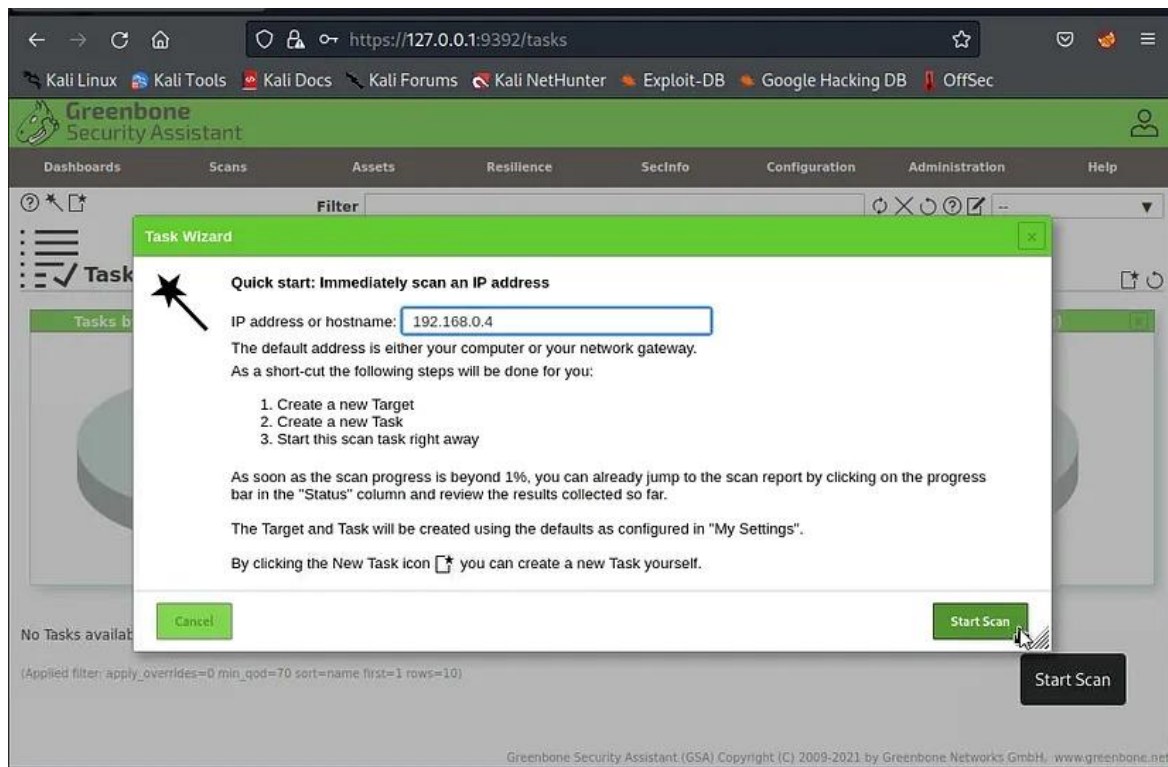 https://127.0.0.1:9392/tasks
Kali Linux Kali Tools Kali Docs Kali Forums Kali NetHunter Exploit-DB Google Hacking DB OffSec
Greenbone
Security Assistant
Dashboards Scans Assets Resilience SecInfo Configuration Administration Help
Filter --
Task Wizard
Task
Quick start: Immediately scan an IP address
Tasks b
IP address or hostname: 192.168.0.4
The default address is either your computer or your network gateway.
As a short-cut the following steps will be done for you:
1. Create a new Target
2. Create a new Task
3. Start this scan task right away
As soon as the scan progress is beyond 1%, you can already jump to the scan report by clicking on the progress
bar in the "Status" column and review the results collected so far.
The Target and Task will be created using the defaults as configured in "My Settings".
By clicking the New Task icon you can create a new Task yourself.
Cancel Start Scan
No Tasks availab
(Applied filter: apply_overrides=0 min_qod=70 sort=name first=1 rows=10)
Start Scan
Greenbone Security Assistant (GSA) Copyright (C) 2009-2021 by Greenbone Networks GmbH, www.greenbone.net